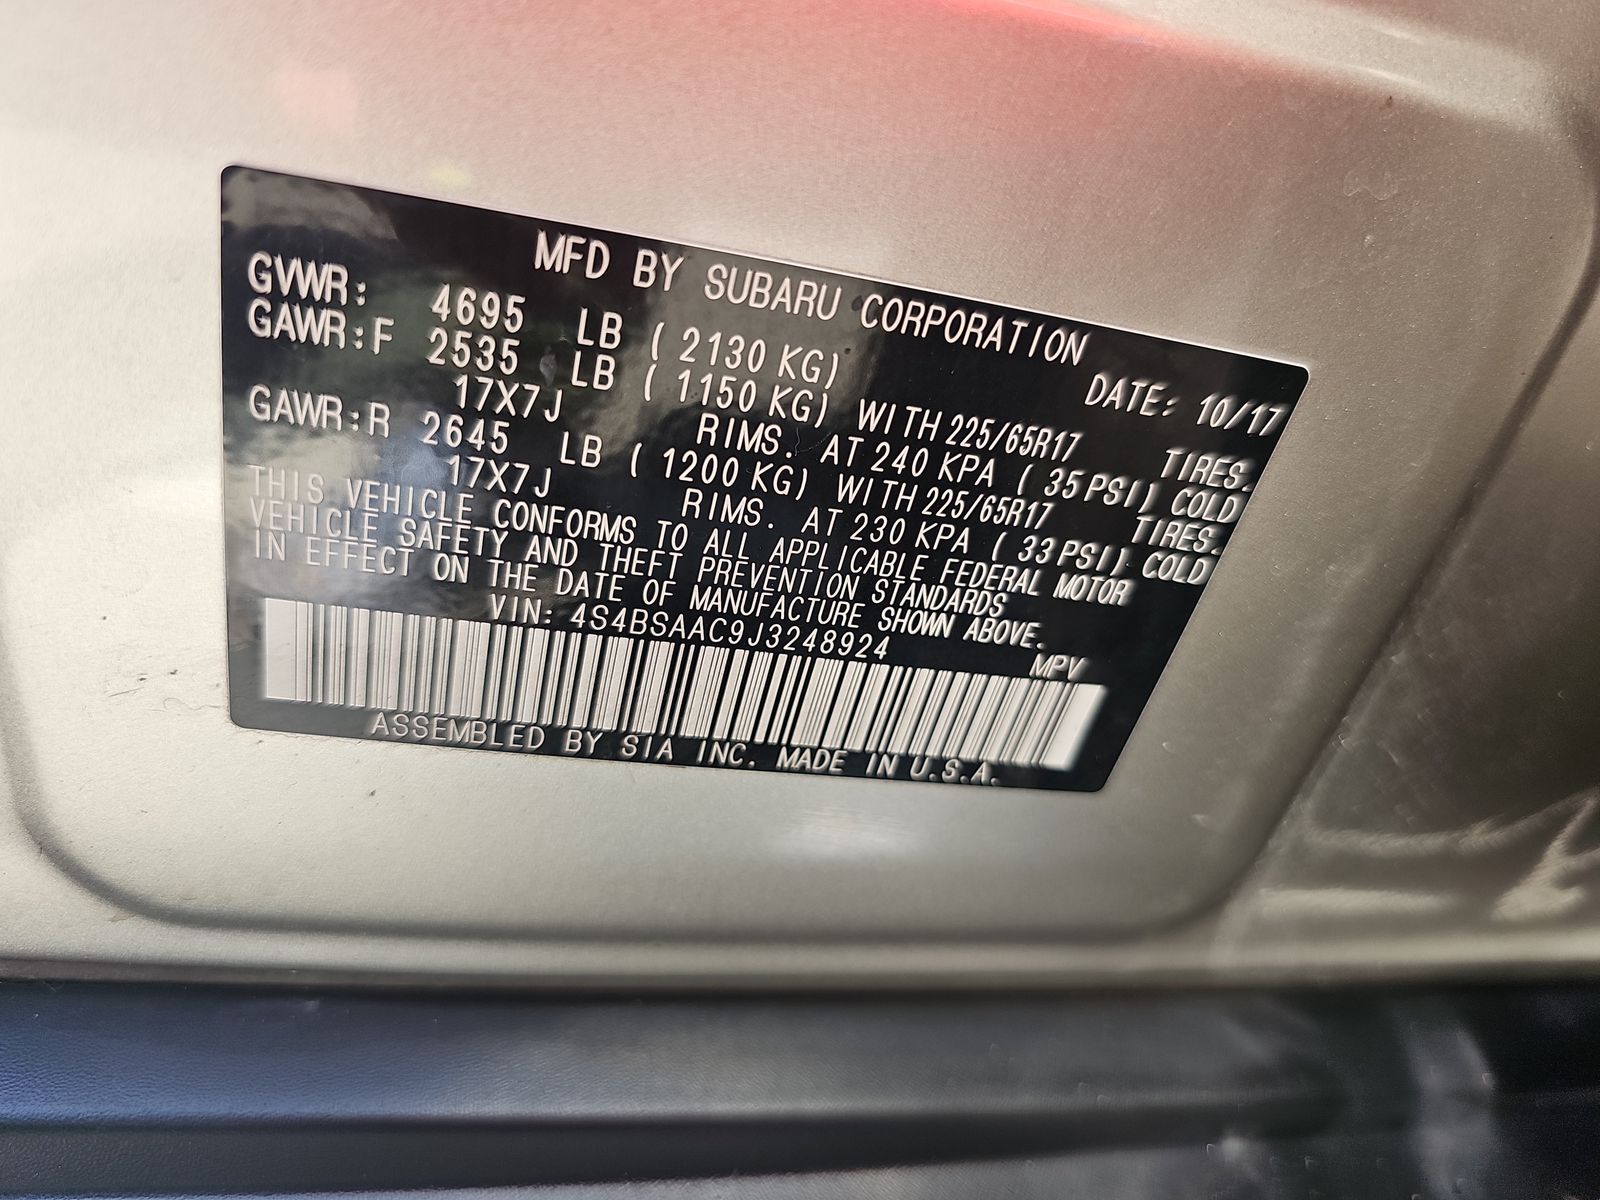 MFD BY SUBARU CORPORATION
DATE: 10/17
GVWR: 4695 LB ( 2130 KG)
GAWR:F 2535 LB ( 1150 KG) WITH 225/65R17 TIRES.
17X7J RIMS. AT 240 KPA ( 35 PSI) COLD
GAWR:R 2645 LB ( 1200 KG) WITH 225/65R17 TIRES.
17X7J RIMS. AT 230 KPA ( 33 PSI) COLD
THIS VEHICLE CONFORMS TO ALL APPLICABLE FEDERAL MOTOR
VEHICLE SAFETY AND THEFT PREVENTION STANDARDS
IN EFFECT ON THE DATE OF MANUFACTURE SHOWN ABOVE.
VIN: 4S4BSAAC9J3248924 MPV
ASSEMBLED BY SIA INC. MADE IN U.S.A.